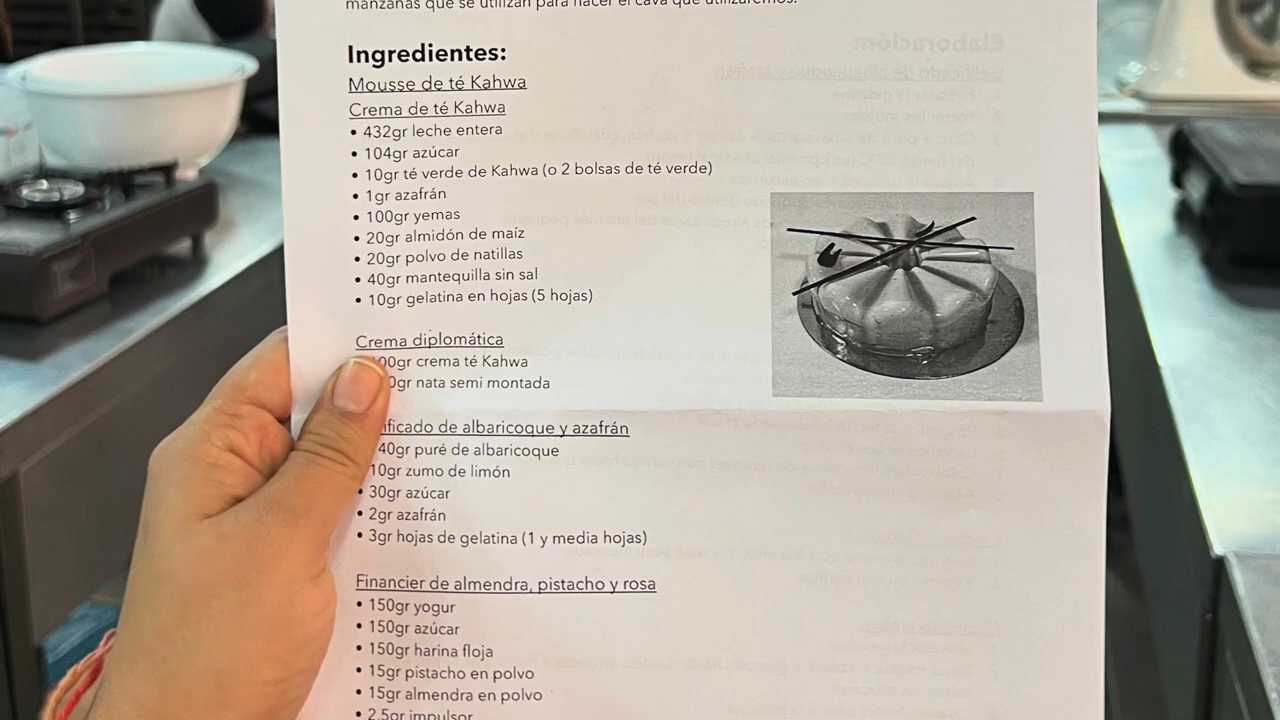 manzanas que se utilizan para hacer el cava que utilizaremos.
Ingredientes:
Mousse de té Kahwa
Crema de té Kahwa
• 432gr leche entera
• 104gr azúcar
• 10gr té verde de Kahwa (o 2 bolsas de té verde)
• 1gr azafrán
• 100gr yemas
• 20gr almidón de maíz
• 20gr polvo de natillas
• 40gr mantequilla sin sal
• 10gr gelatina en hojas (5 hojas)
Crema diplomática
crema té Kahwa
nata semi montada
de albaricoque y azafrán
puré de albaricoque
10gr zumo de limón
• 30gr azúcar
• 2gr azafrán
• 3gr hojas de gelatina (1 y media hojas)
Financier de almendra, pistacho y rosa
• 150gr yogur
• 150gr azúcar
• 150gr harina floja
• 15gr pistacho en polvo
• 15gr almendra en polvo
• 2,5gr impulsor